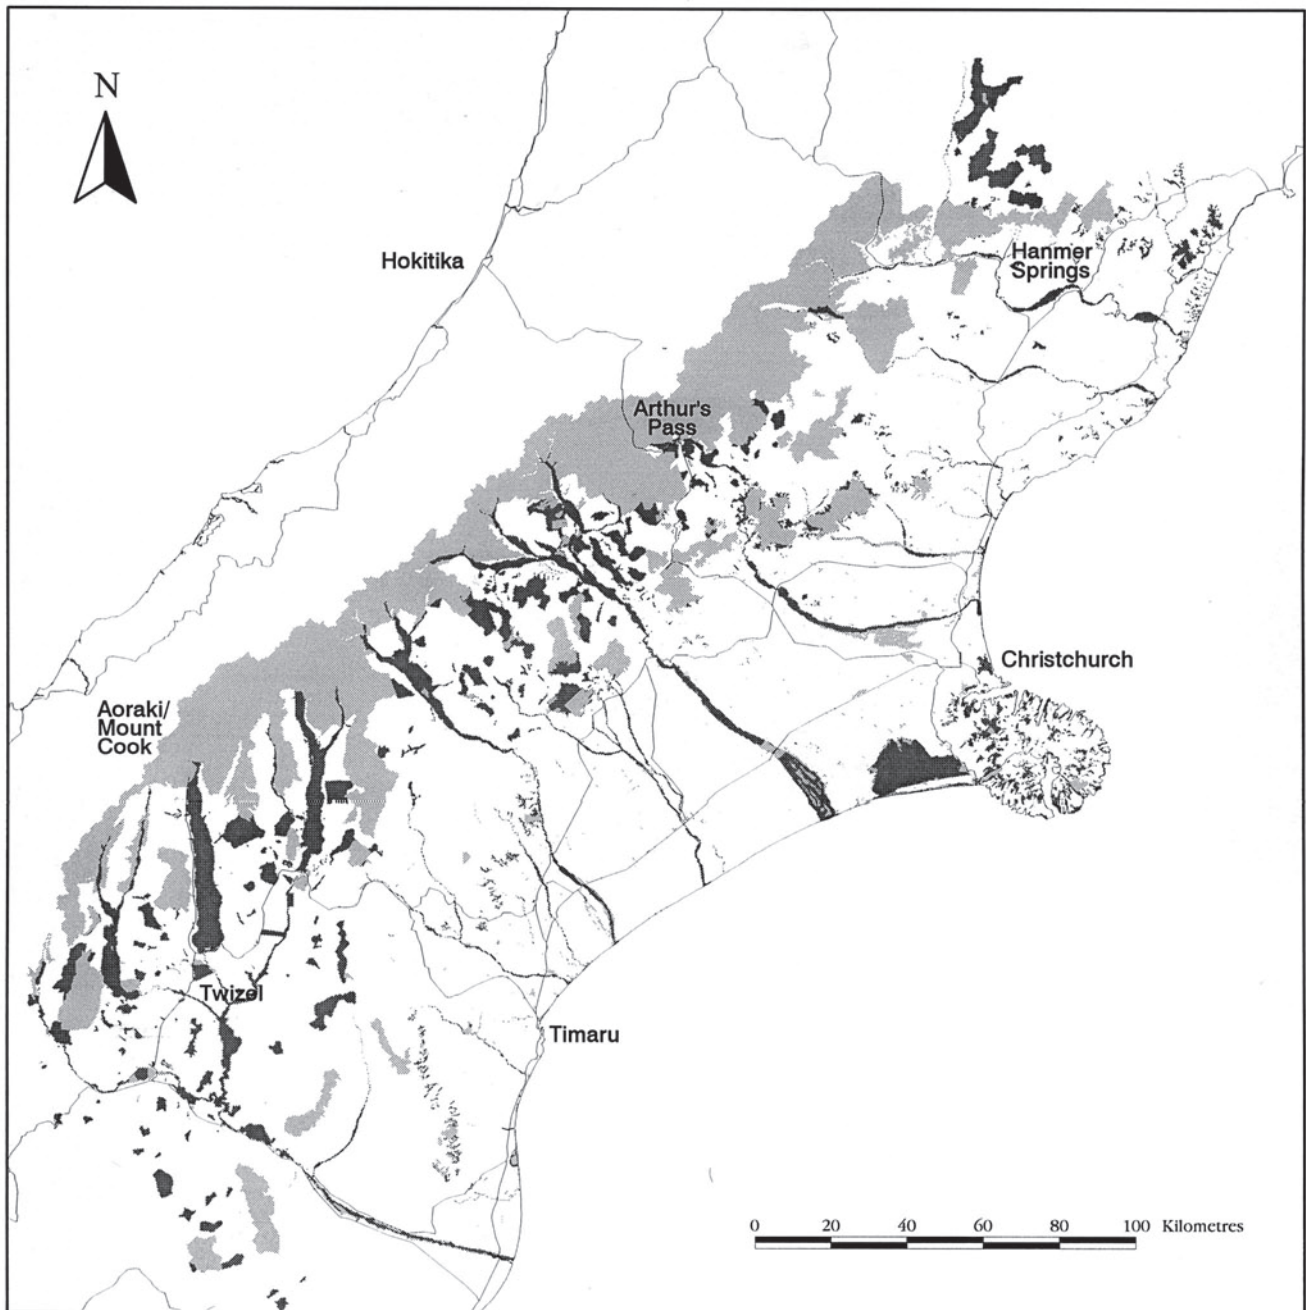 N
Hokitika
Hanmer
Springs
Arthur's
Pass
Christchurch
Aoraki/
Mount
Cook
Twizel
Timaru
0 20 40 60 80 100 Kilometres